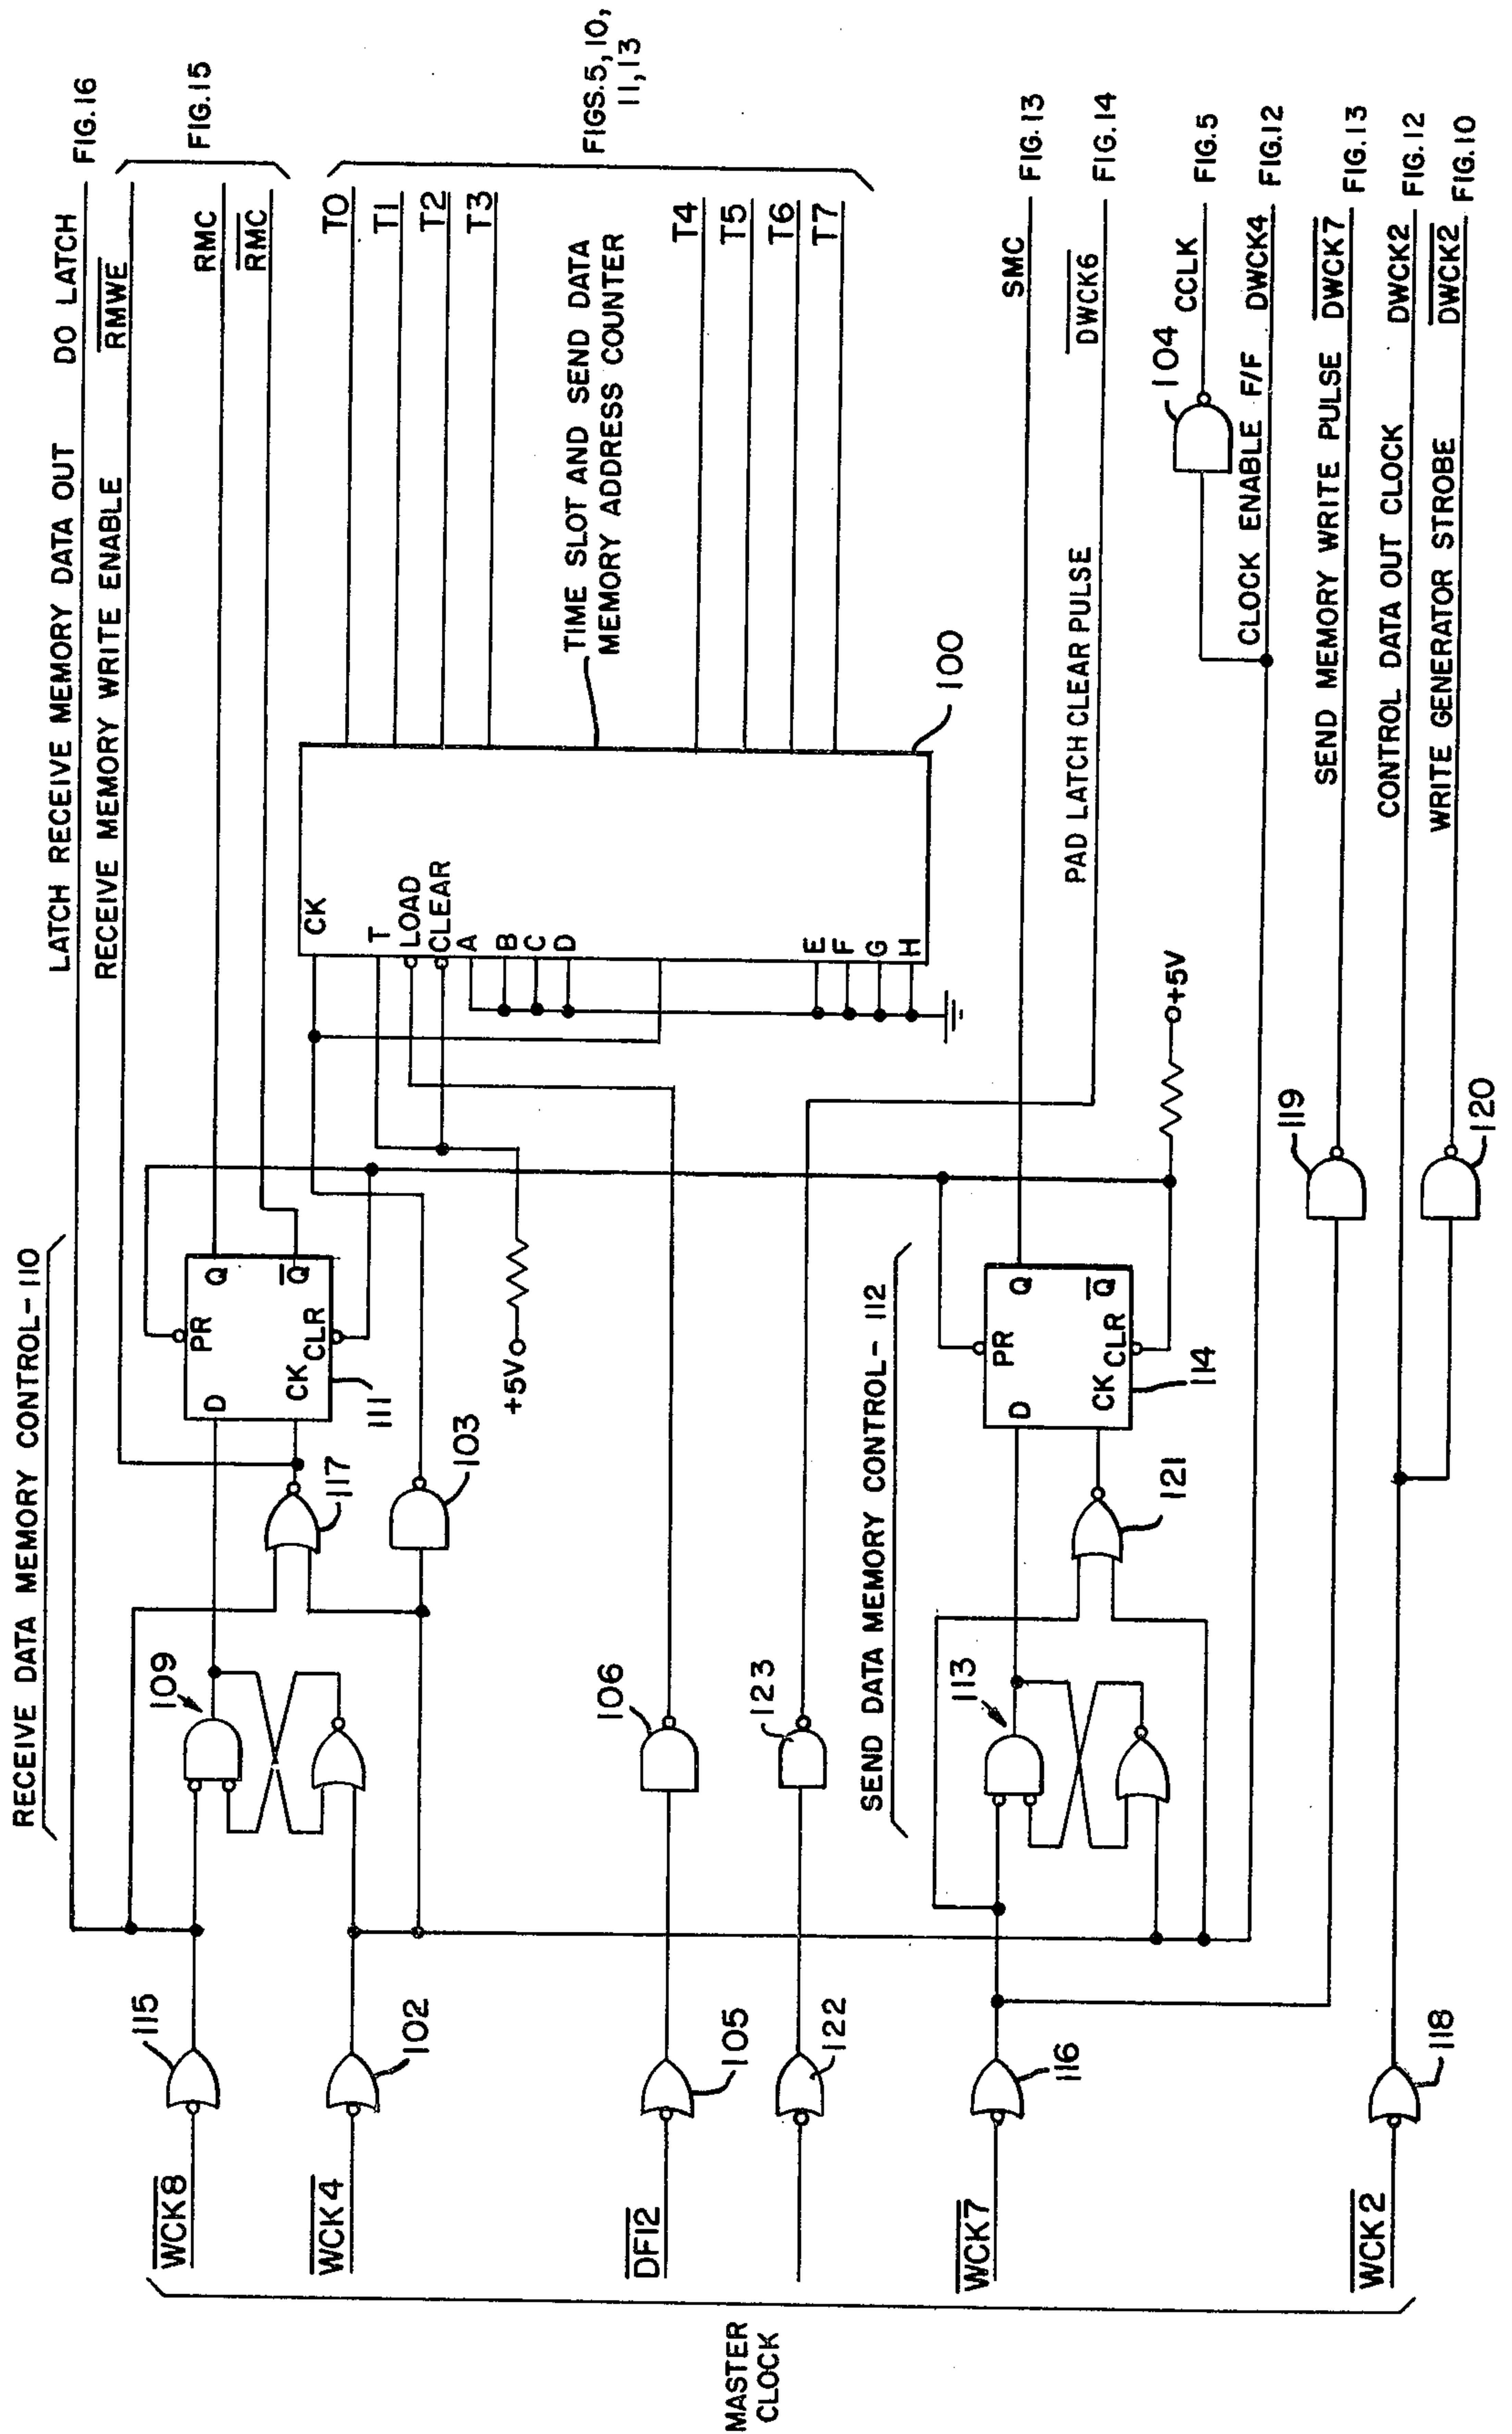 RECEIVE DATA MEMORY CONTROL-110
LATCH RECEIVE MEMORY DATA OUT
DO LATCH
FIG.16
RECEIVE MEMORY WRITE ENABLE
RMWE
RMC
RMC
FIG.15
T0
T1
T2
T3
T4
T5
T6
T7
FIGS.5,10,
11,13
TIME SLOT AND SEND DATA
MEMORY ADDRESS COUNTER
100
CK
T
LOAD
CLEAR
A
B
C
D
E
F
G
H
WCK8
115
109
D
PR
Q
Q
CK
CLR
111
117
WCK4
102
103
+5V
DF12
105
106
122
123
PAD LATCH CLEAR PULSE
DWCK6
FIG.14
SEND DATA MEMORY CONTROL-112
WCK7
116
113
D
PR
Q
Q
CK
CLR
114
121
+5V
SMC
FIG.13
104
CCLK
FIG.5
CLOCK ENABLE F/F
DWCK4
FIG.12
119
SEND MEMORY WRITE PULSE
DWCK7
FIG.13
WCK2
118
CONTROL DATA OUT CLOCK
DWCK2
FIG.12
120
WRITE GENERATOR STROBE
DWCK2
FIG.10
MASTER
CLOCK